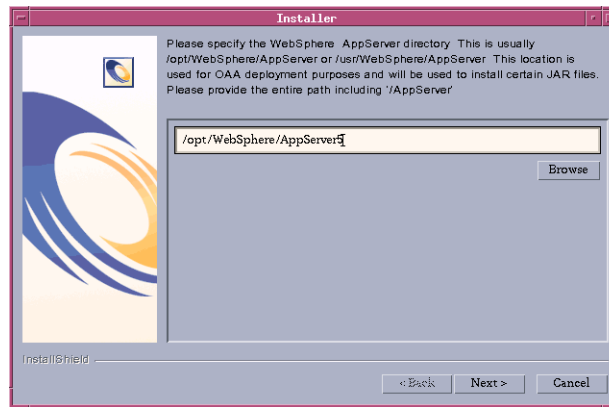 Installer
Please specify the WebSphere AppServer directory This is usually
/opt/WebSphere/AppServer or /usr/WebSphere/AppServer This location is
used for OAA deployment purposes and will be used to install certain JAR files.
Please provide the entire path including '/AppServer'
/opt/WebSphere/AppServer5
Browse
InstallShield
< Back Next > Cancel